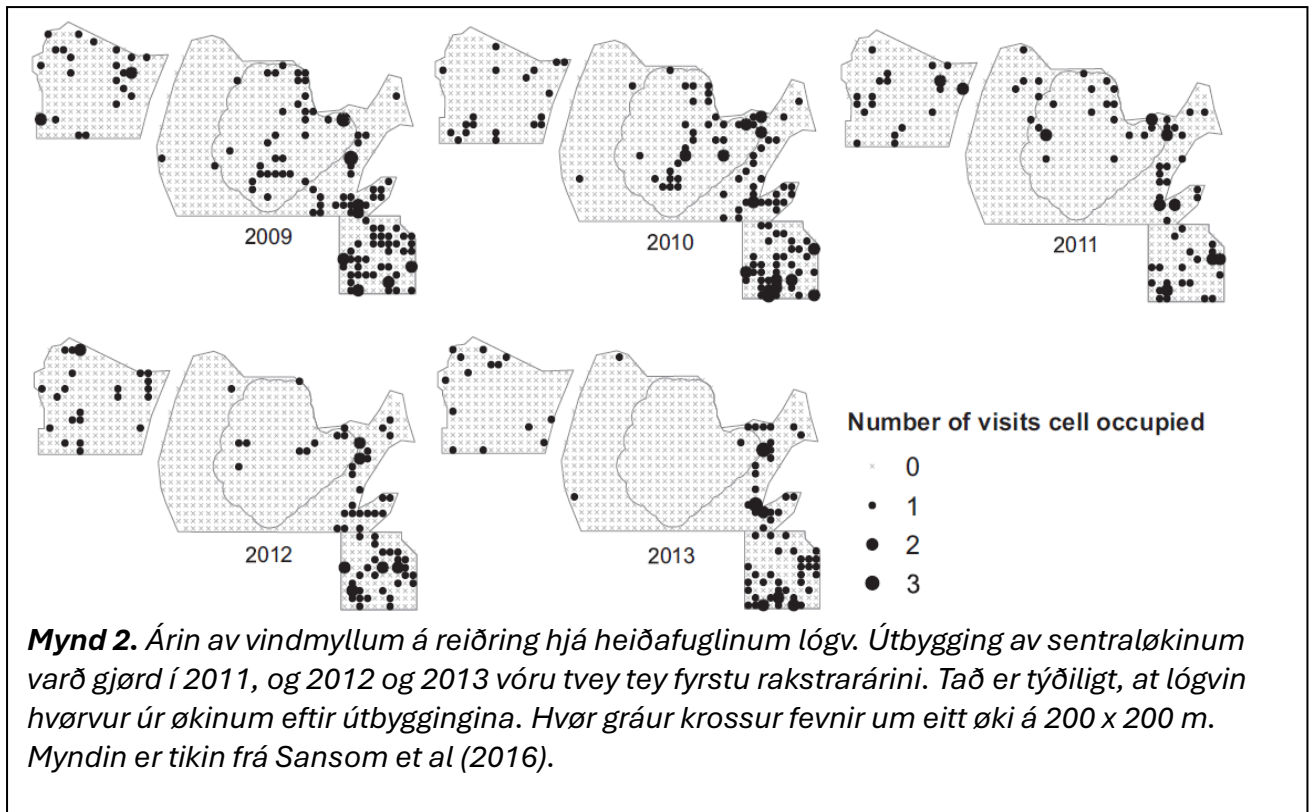 2009
2010
2011
2012
2013
Number of visits cell occupied
0
1
2
3
Mynd 2. Árin av vindmyllum á reiðring hjá heiðafuglinum lógv. Útbygging av sentraløkinum
varð gjørd í 2011, og 2012 og 2013 vóru tvey tey fyrstu rakstrarárini. Tað er týðiligt, at lógvin
hvørvur úr økinum eftir útbyggingina. Hvør gráur krossur fevnir um eitt øki á 200 x 200 m.
Myndin er tikin frá Sansom et al (2016).